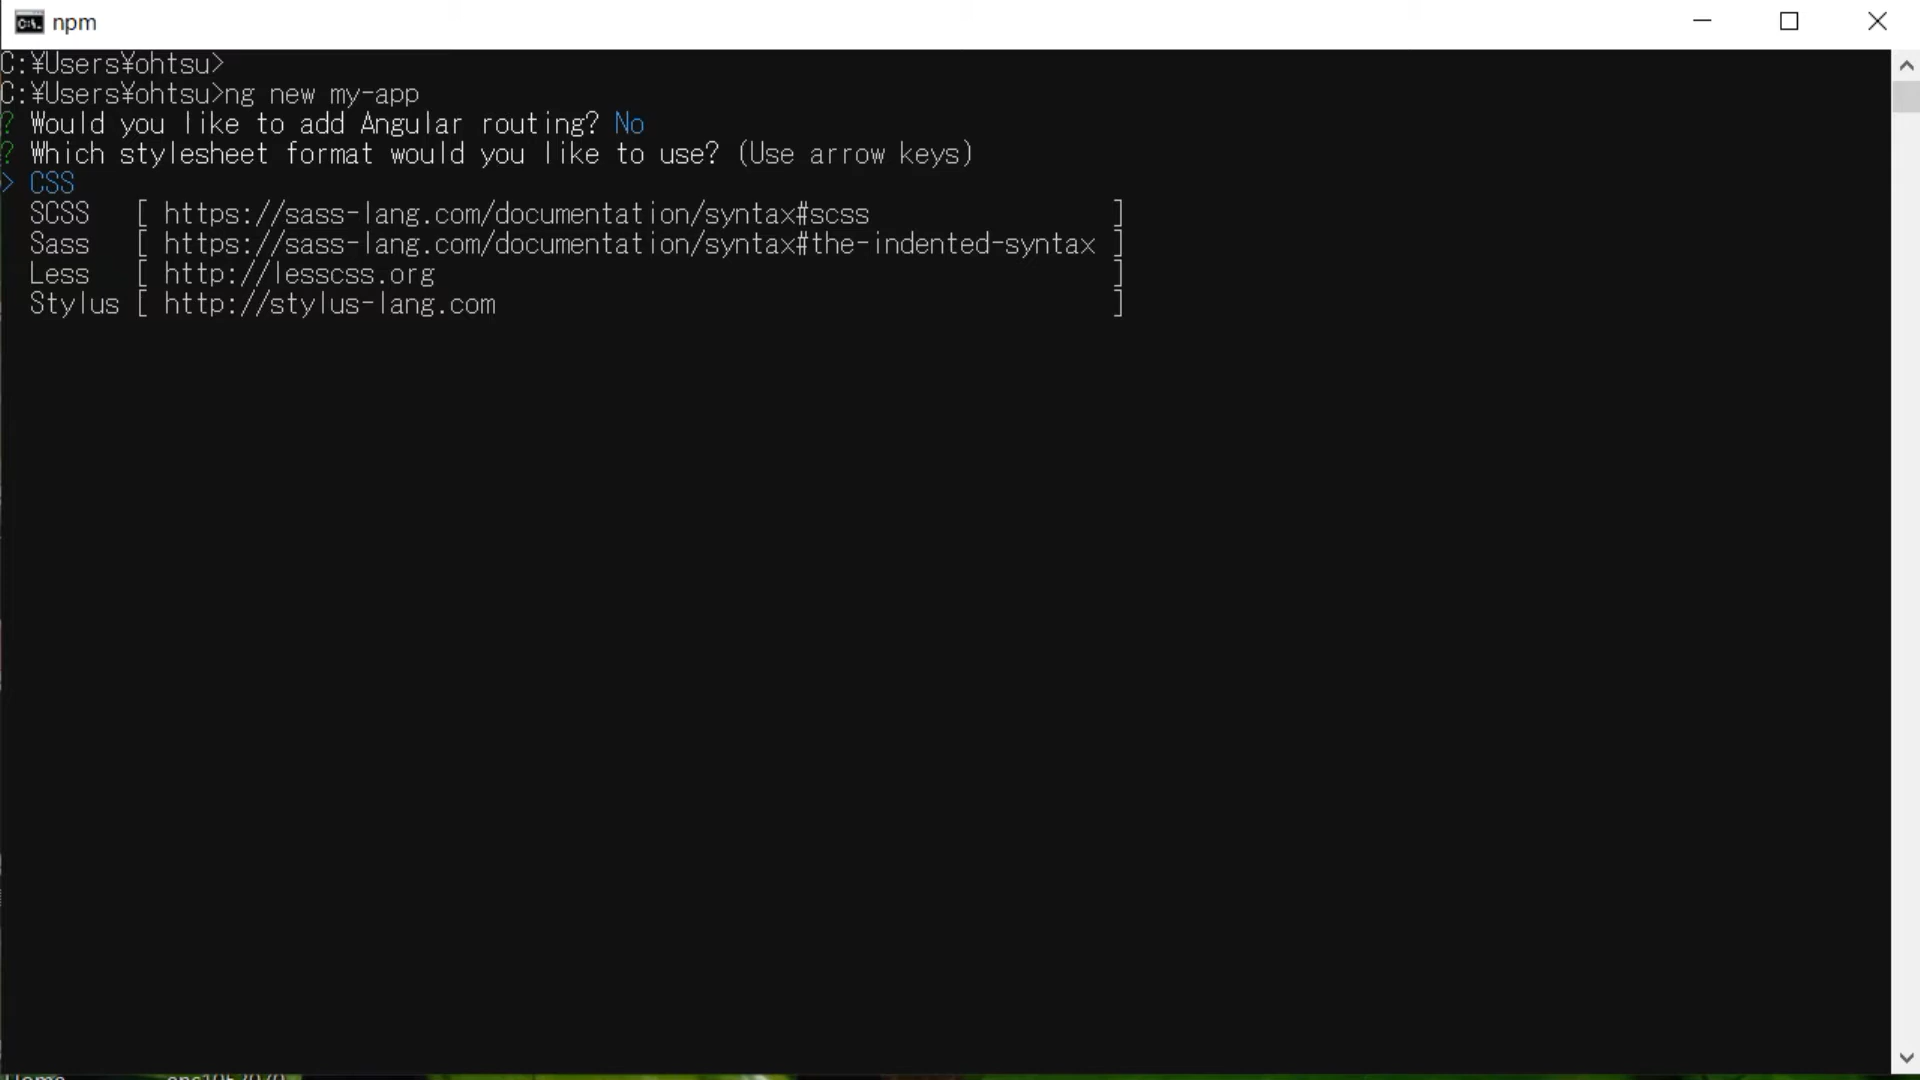 npm
C:¥Users¥ohtsu>
C:¥Users¥ohtsu>ng new my-app
? Would you like to add Angular routing? No
? Which stylesheet format would you like to use? (Use arrow keys)
> CSS
SCSS [ https://sass-lang.com/documentation/syntax#scss ]
Sass [ https://sass-lang.com/documentation/syntax#the-indented-syntax ]
Less [ http://lesscss.org ]
Stylus [ http://stylus-lang.com ]